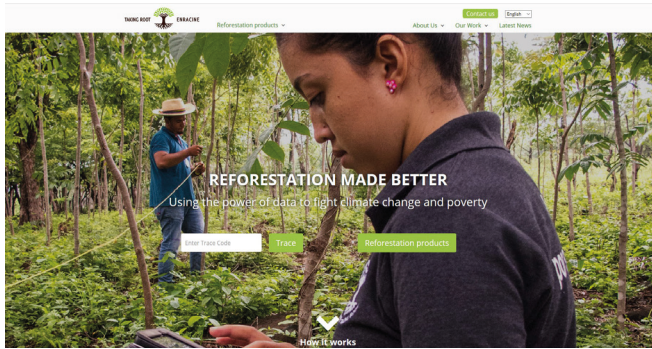 Contact us English
TAKING ROOT ENRACINE Reforestation products About Us Our Work Latest News
REFORESTATION MADE BETTER
Using the power of data to fight climate change and poverty
Enter Trace Code Trace Reforestation products
How it works